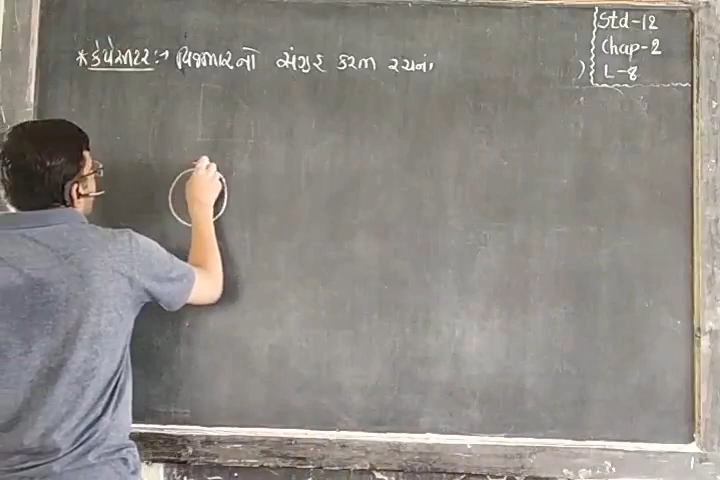 * કેપેસિટર :→ વિજભારનો સંગ્રહ કરતી રચના.
Std-12
Chap-2
L-8